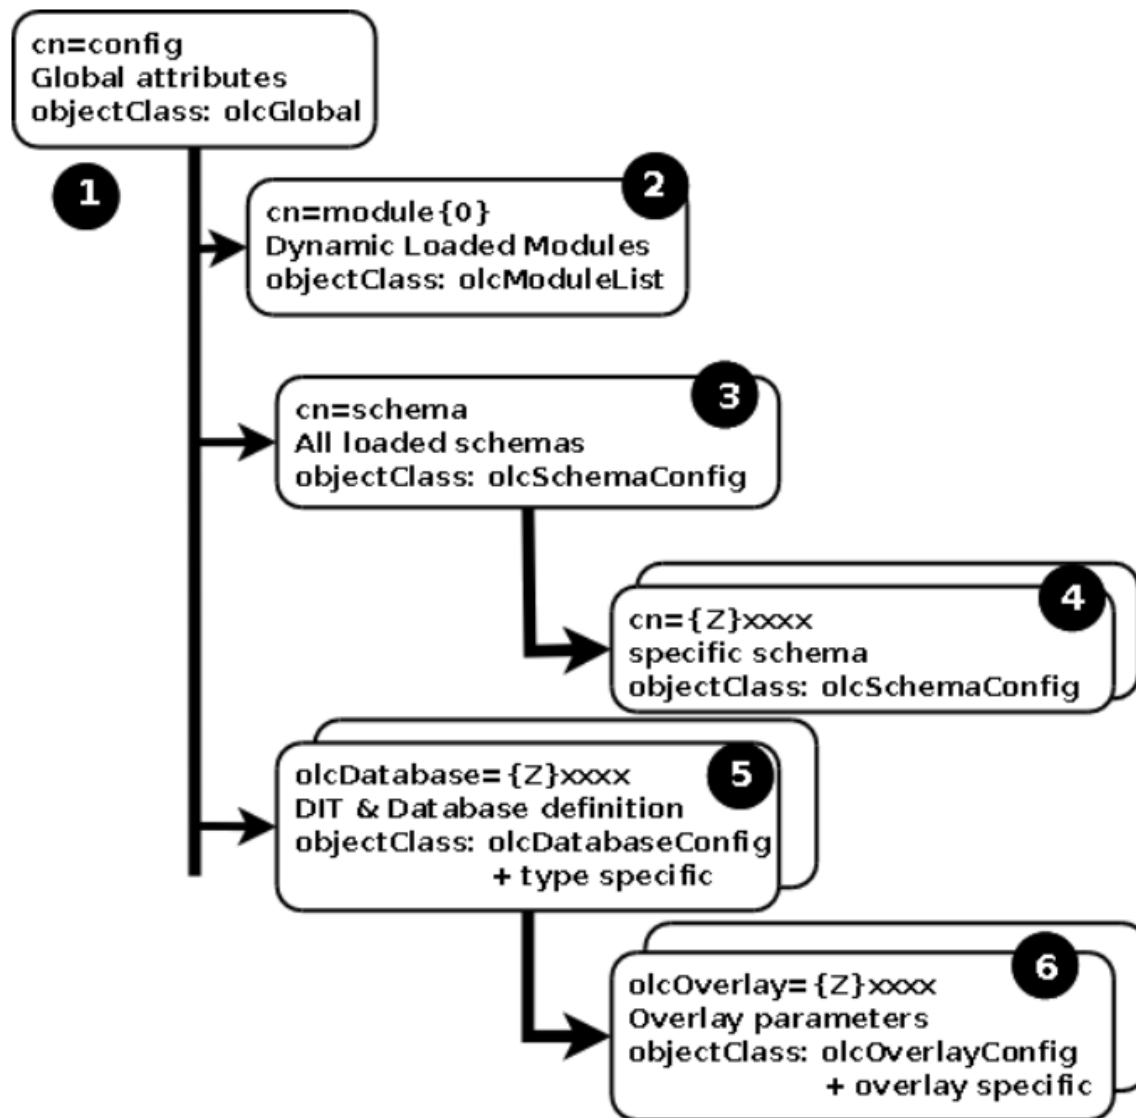 cn=config
Global attributes
objectClass: olcGlobal
1
2
cn=module{0}
Dynamic Loaded Modules
objectClass: olcModuleList
3
cn=schema
All loaded schemas
objectClass: olcSchemaConfig
4
cn={Z}xxxx
specific schema
objectClass: olcSchemaConfig
5
olcDatabase={Z}xxxx
DIT & Database definition
objectClass: olcDatabaseConfig
+ type specific
6
olcOverlay={Z}xxxx
Overlay parameters
objectClass: olcOverlayConfig
+ overlay specific